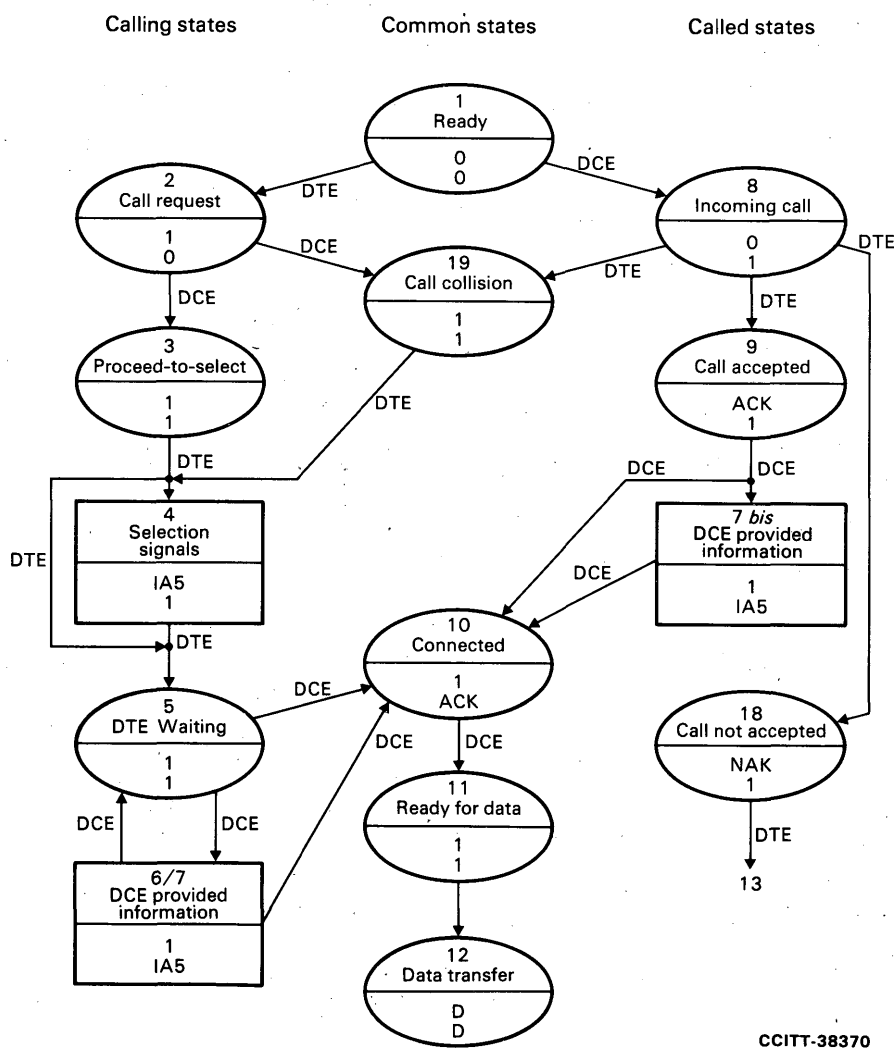 Calling states
Common states
Called states
1
Ready
0
0
DTE
DCE
2
Call request
1
0
8
Incoming call
0
1
DCE
19
Call collision
1
1
DTE
DTE
DCE
DTE
3
Proceed-to-select
1
1
9
Call accepted
ACK
1
DTE
DTE
DCE
DCE
4
Selection
signals
IA5
1
7 bis
DCE provided
information
1
IA5
DTE
DCE
DTE
10
Connected
1
ACK
5
DTE Waiting
1
1
DCE
DCE
DCE
18
Call not accepted
NAK
1
11
Ready for data
1
1
DCE
DCE
DTE
13
6/7
DCE provided
information
1
IA5
12
Data transfer
D
D
CCITT-38370